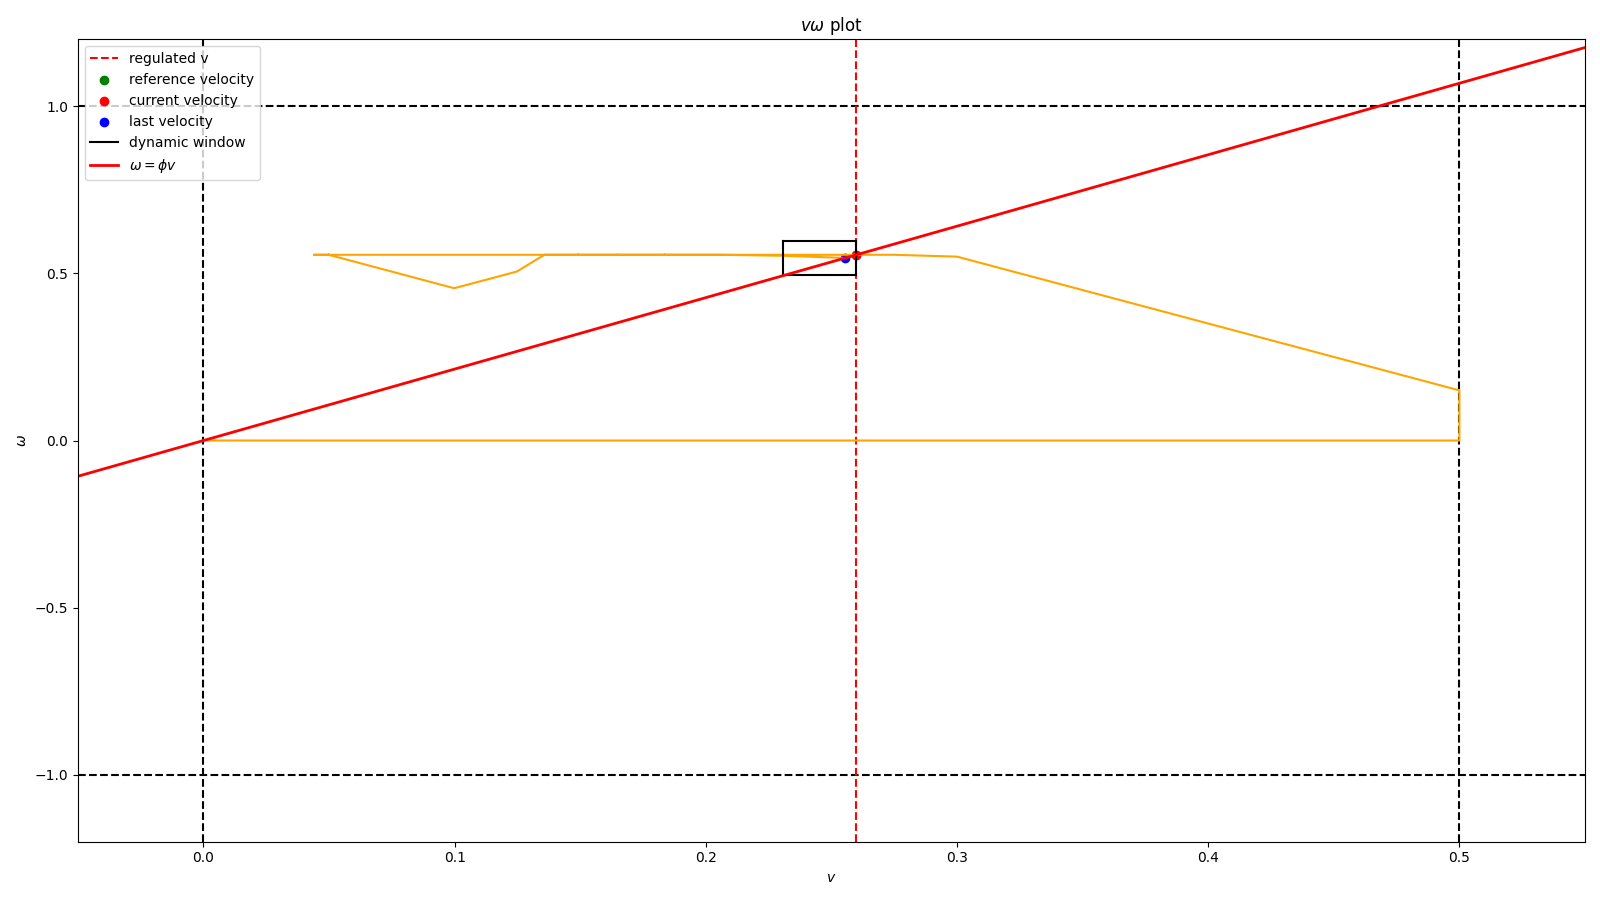 vω plot
regulated v
reference velocity
current velocity
last velocity
dynamic window
ω = ϕv
1.0
0.5
0.0
−0.5
−1.0
ω
0.0 0.1 0.2 0.3 0.4 0.5
v